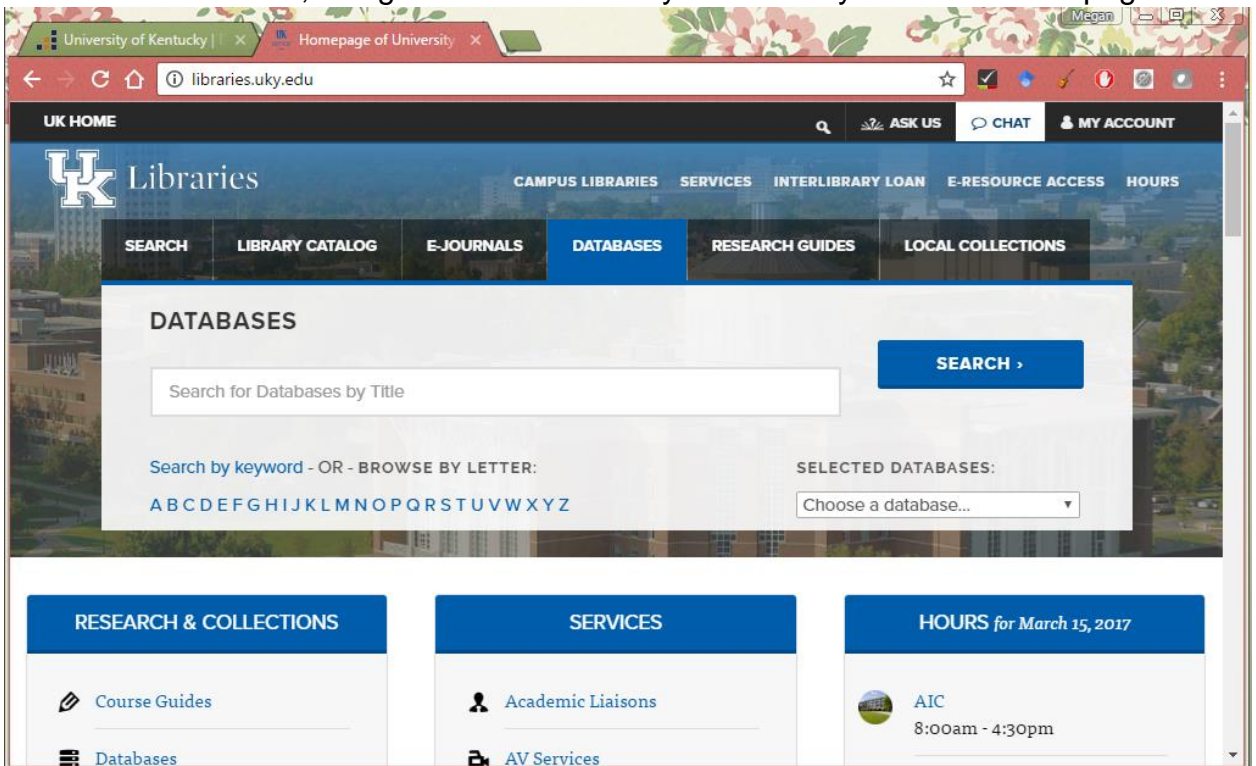 Megan
University of Kentucky |
Homepage of University
libraries.uky.edu
UK HOME
ASK US
CHAT
MY ACCOUNT
UK Libraries
CAMPUS LIBRARIES SERVICES INTERLIBRARY LOAN E-RESOURCE ACCESS HOURS
SEARCH LIBRARY CATALOG E-JOURNALS DATABASES RESEARCH GUIDES LOCAL COLLECTIONS
DATABASES
Search for Databases by Title
SEARCH ›
Search by keyword - OR - BROWSE BY LETTER:
A B C D E F G H I J K L M N O P Q R S T U V W X Y Z
SELECTED DATABASES:
Choose a database...
RESEARCH & COLLECTIONS
Course Guides
Databases
SERVICES
Academic Liaisons
AV Services
HOURS for March 15, 2017
AIC
8:00am - 4:30pm